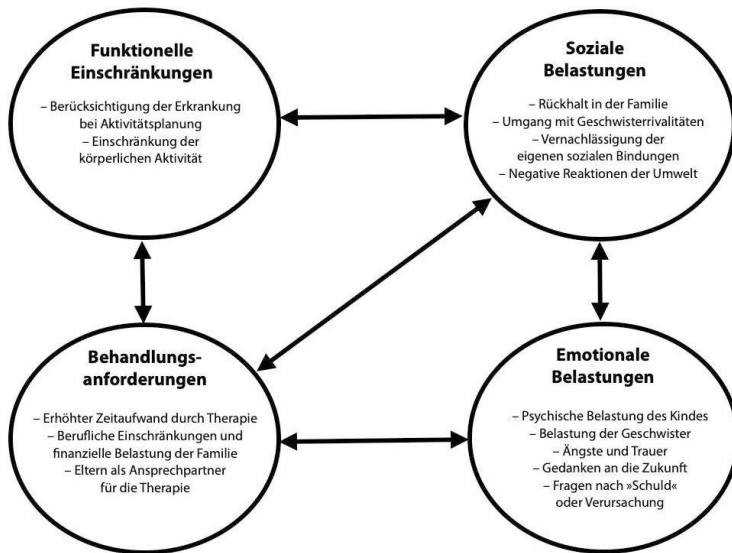 Funktionelle
Einschränkungen
– Berücksichtigung der Erkrankung
bei Aktivitätsplanung
– Einschränkung der
körperlichen Aktivität
Soziale
Belastungen
– Rückhalt in der Familie
– Umgang mit Geschwisterrivalitäten
– Vernachlässigung der
eigenen sozialen Bindungen
– Negative Reaktionen der Umwelt
Behandlungs-
anforderungen
– Erhöhter Zeitaufwand durch Therapie
– Berufliche Einschränkungen und
finanzielle Belastung der Familie
– Eltern als Ansprechpartner
für die Therapie
Emotionale
Belastungen
– Psychische Belastung des Kindes
– Belastung der Geschwister
– Ängste und Trauer
– Gedanken an die Zukunft
– Fragen nach »Schuld«
oder Verursachung